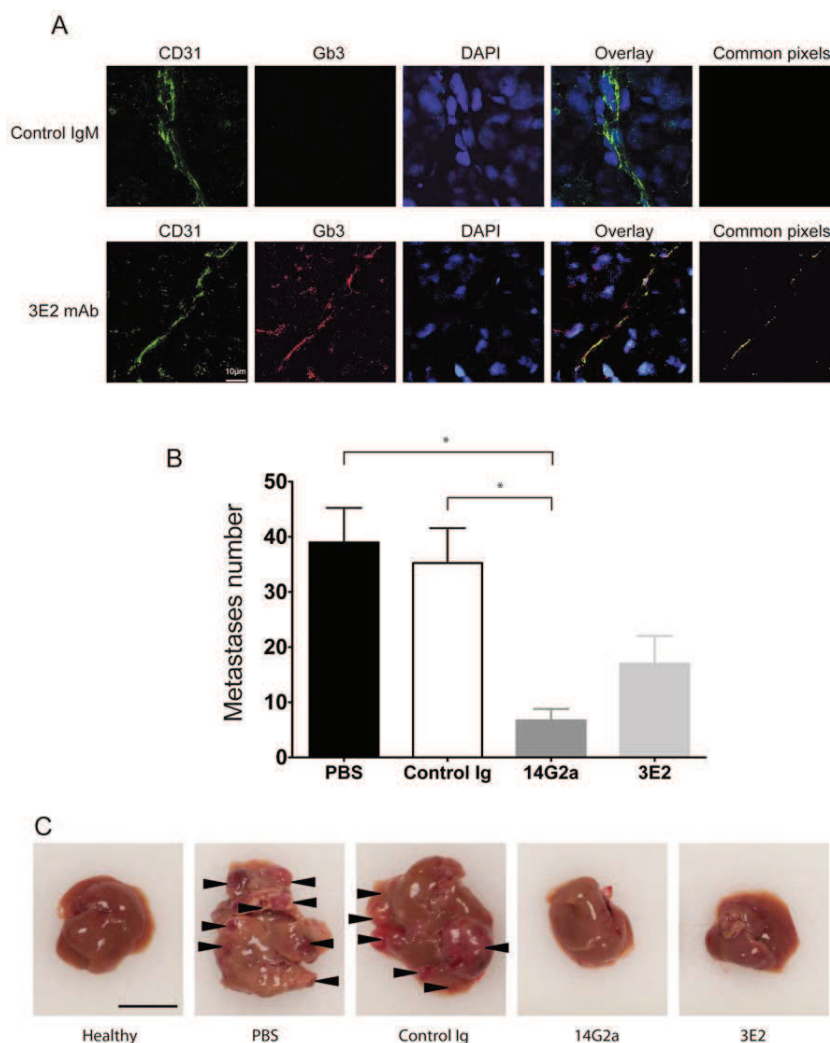 A
CD31 Gb3 DAPI Overlay Common pixels
Control IgM
CD31 Gb3 DAPI Overlay Common pixels
3E2 mAb
10µm
B
*
*
Metastases number
50
40
30
20
10
0
PBS Control Ig 14G2a 3E2
C
Healthy PBS Control Ig 14G2a 3E2